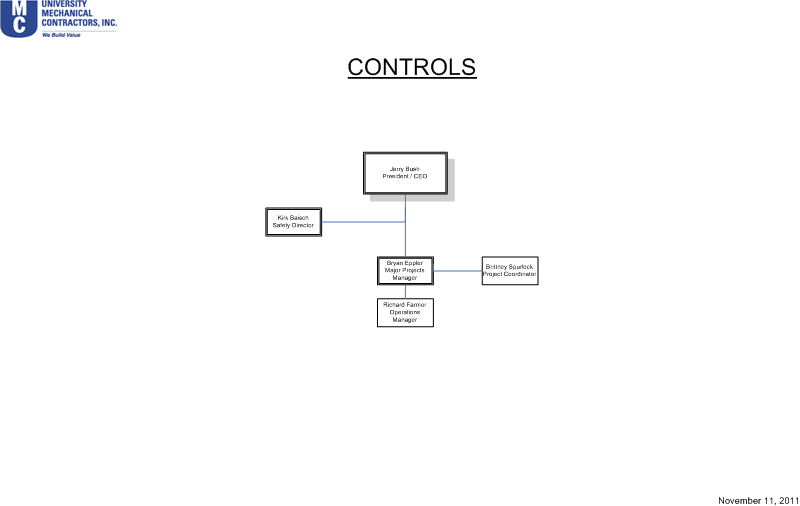 UNIVERSITY
MECHANICAL
CONTRACTORS, INC.
We Build Value
M
C
CONTROLS
Jerry Bush
President / CEO
Kirk Baisch
Safety Director
Bryan Eppler
Major Projects
Manager
Brittney Spurlock
Project Coordinator
Richard Farmer
Operations
Manager
November 11, 2011